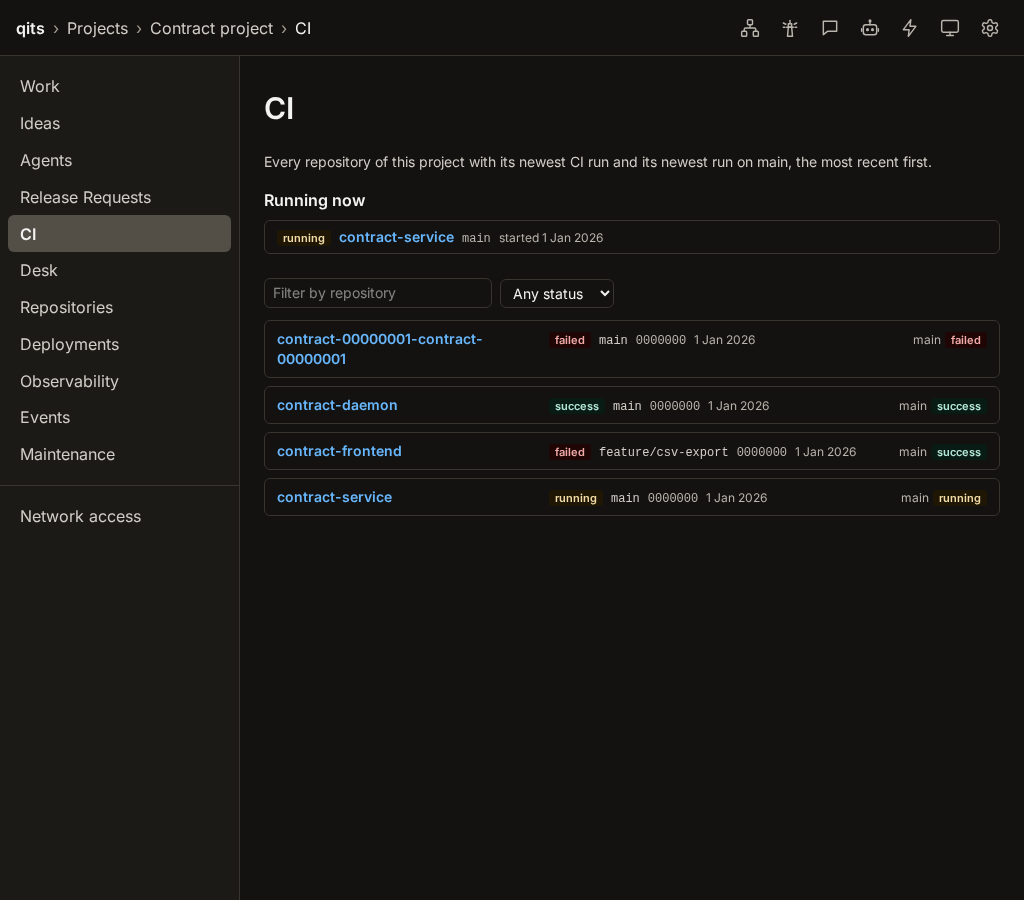 qits › Projects › Contract project › CI
Work
Ideas
Agents
Release Requests
CI
Desk
Repositories
Deployments
Observability
Events
Maintenance
Network access
CI
Every repository of this project with its newest CI run and its newest run on main, the most recent first.
Running now
running contract-service main started 1 Jan 2026
Filter by repository Any status
contract-00000001-contract-
00000001 failed main 0000000 1 Jan 2026 main failed
contract-daemon success main 0000000 1 Jan 2026 main success
contract-frontend failed feature/csv-export 0000000 1 Jan 2026 main success
contract-service running main 0000000 1 Jan 2026 main running